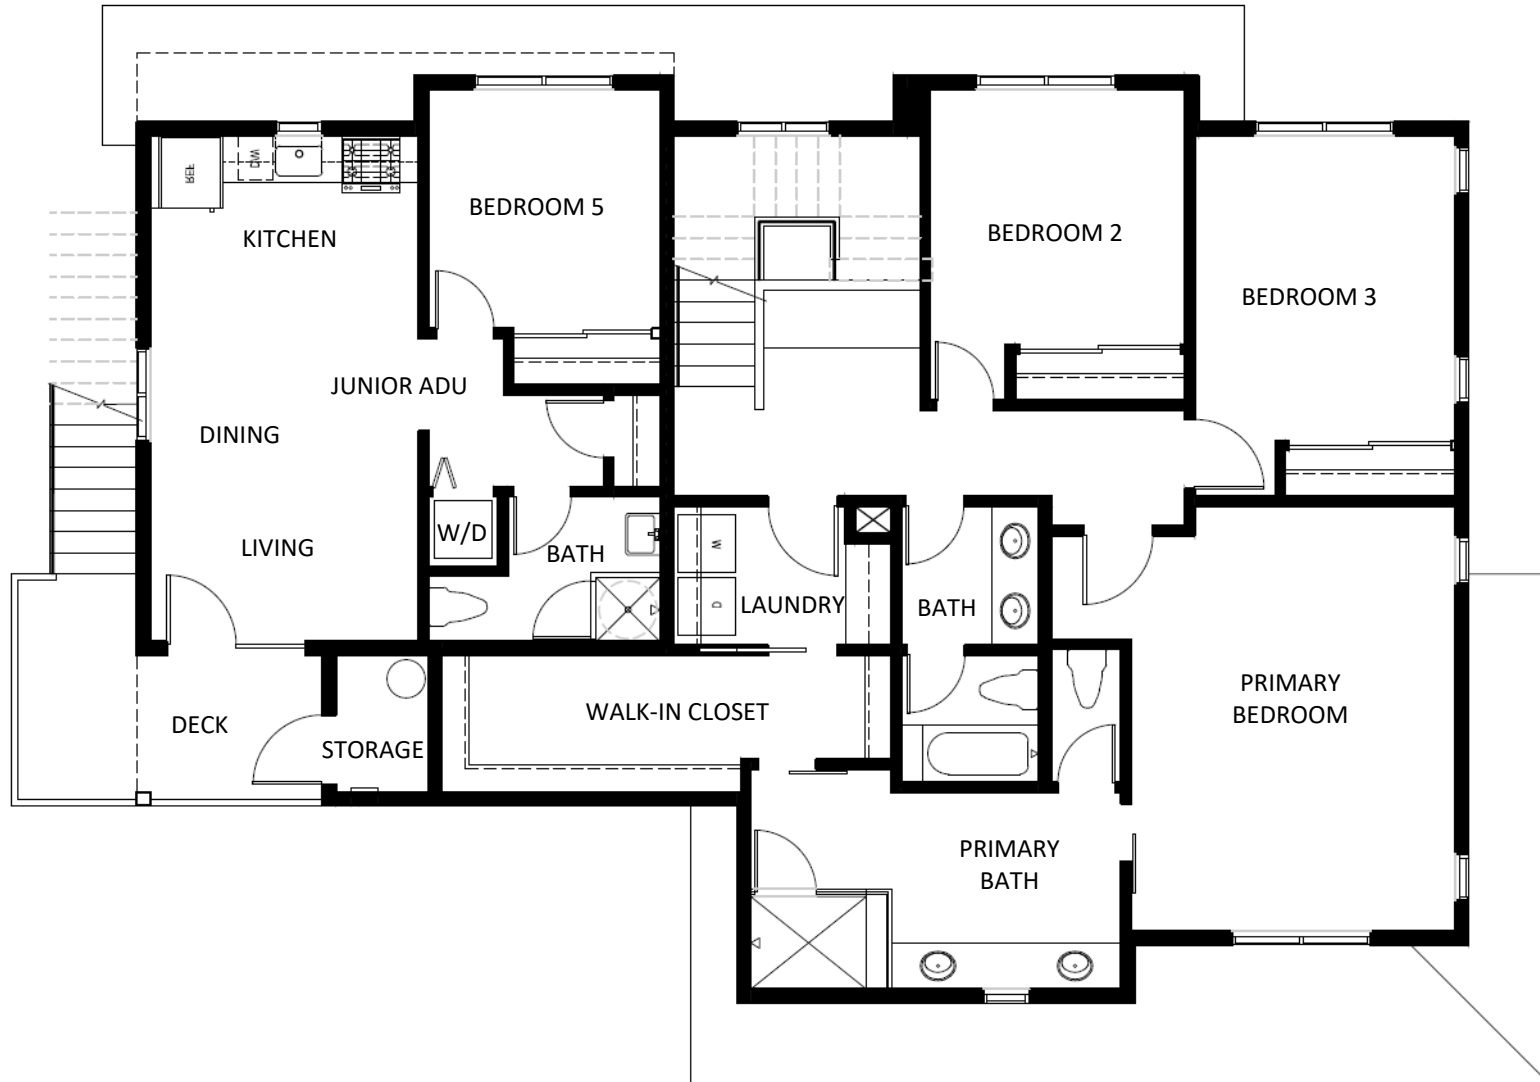 REF
DW
KITCHEN
BEDROOM 5
BEDROOM 2
BEDROOM 3
JUNIOR ADU
DINING
LIVING
W/D
BATH
W
D
LAUNDRY
BATH
DECK
STORAGE
WALK-IN CLOSET
PRIMARY
BEDROOM
PRIMARY
BATH